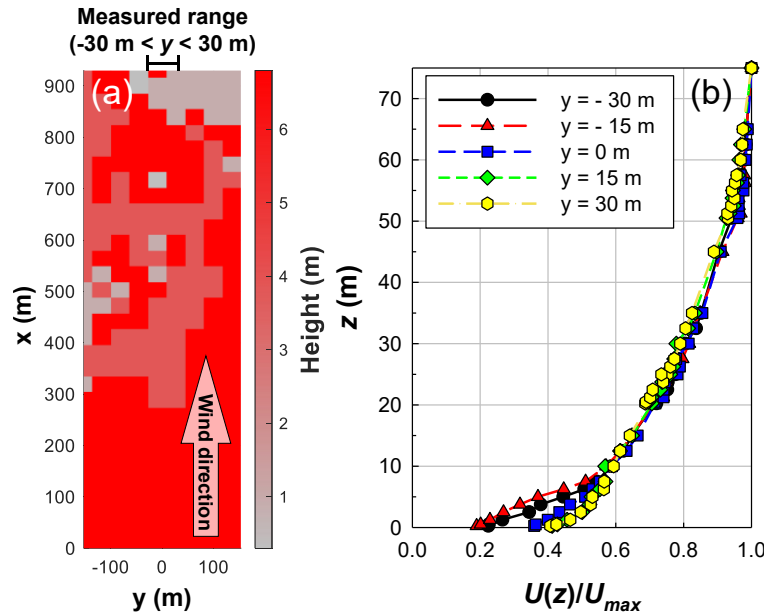 Measured range
(-30 m < y < 30 m)
(a)
900
800
700
600
500
400
300
200
100
0
x (m)
-100
0
100
y (m)
Wind direction
6
5
4
3
2
1
Height (m)
(b)
y = - 30 m
y = - 15 m
y = 0 m
y = 15 m
y = 30 m
70
60
50
40
30
20
10
0
z (m)
0.0
0.2
0.4
0.6
0.8
1.0
U(z)/Umax